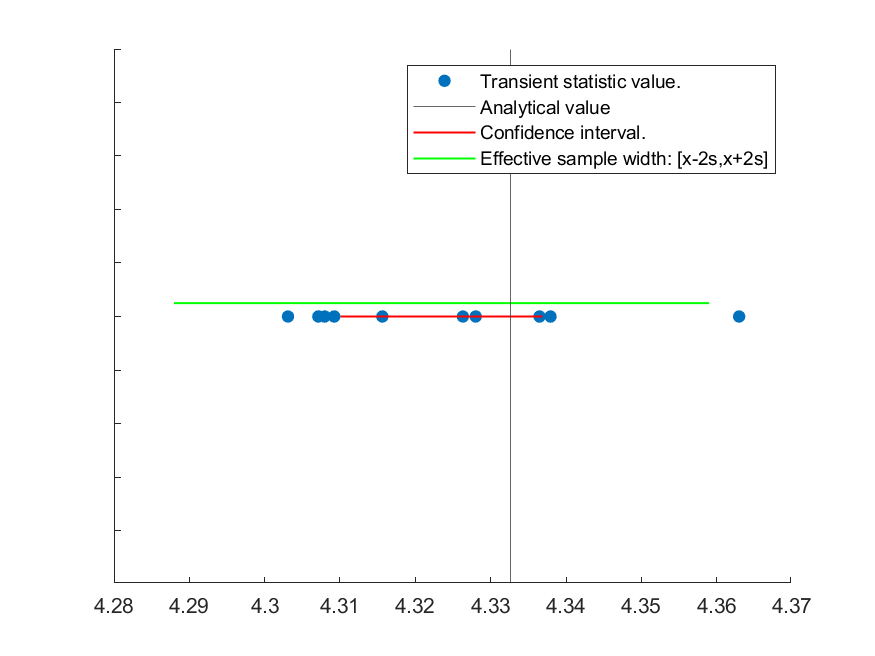 Transient statistic value.
Analytical value
Confidence interval.
Effective sample width: [x-2s,x+2s]
4.28 4.29 4.3 4.31 4.32 4.33 4.34 4.35 4.36 4.37